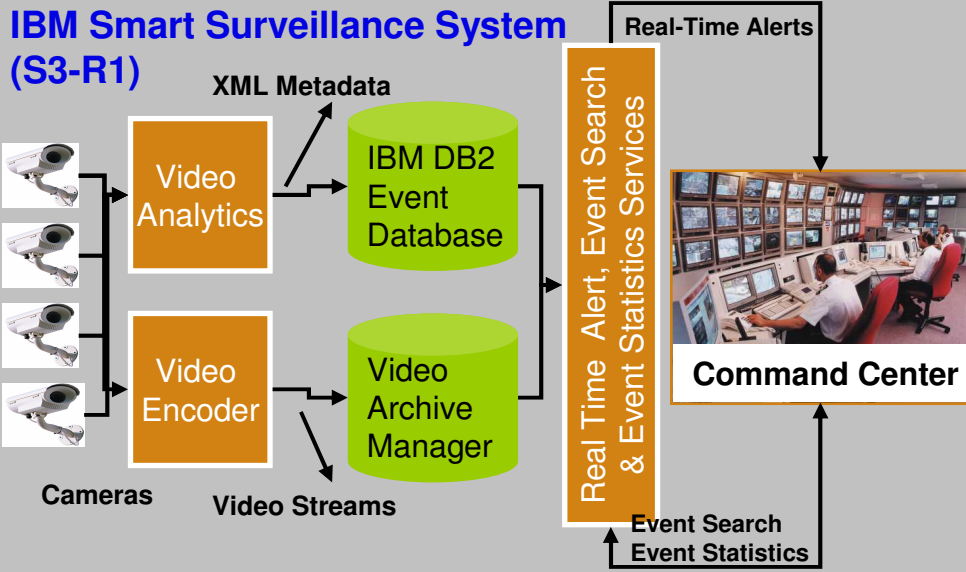 IBM Smart Surveillance System
(S3-R1)
Real-Time Alerts
XML Metadata
Video
Analytics
IBM DB2
Event
Database
Real Time Alert, Event Search
& Event Statistics Services
Command Center
Video
Encoder
Video
Archive
Manager
Cameras
Video Streams
Event Search
Event Statistics